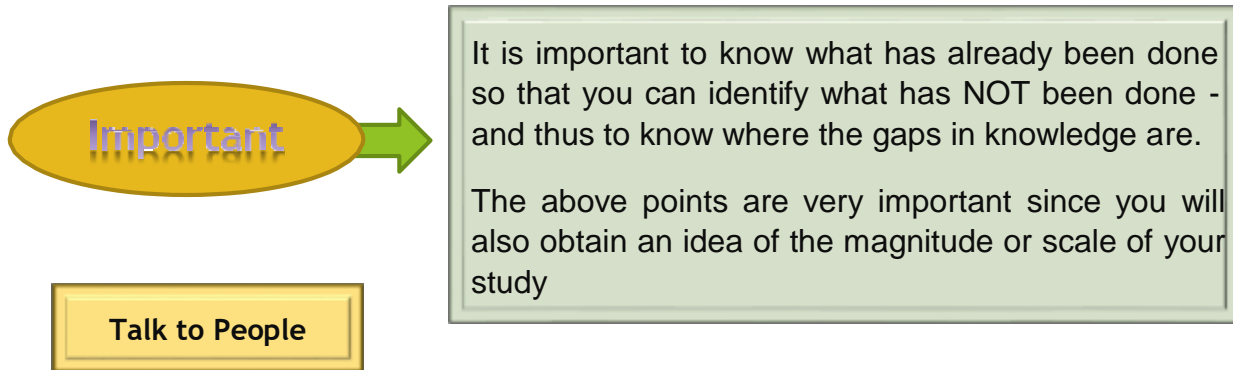 Important
It is important to know what has already been done
so that you can identify what has NOT been done -
and thus to know where the gaps in knowledge are.
The above points are very important since you will
also obtain an idea of the magnitude or scale of your
study
Talk to People